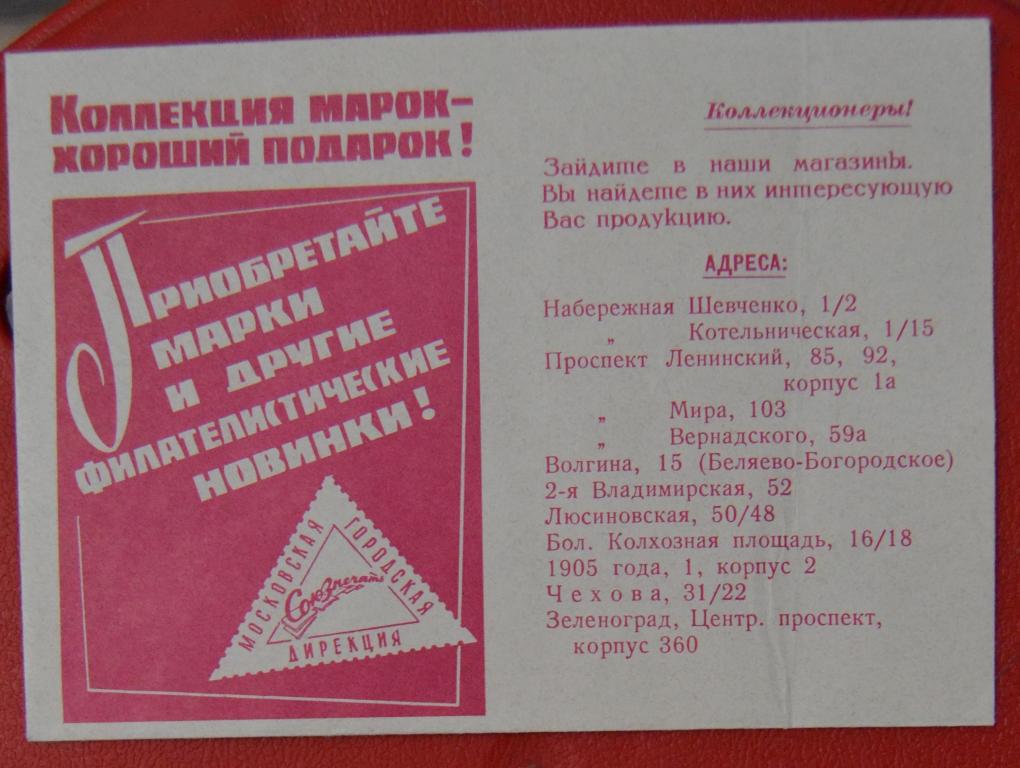 Коллекция марок–
хороший подарок!
Приобретайте
марки
и другие
филателистические
новинки!
МОСКОВСКАЯ
ГОРОДСКАЯ
Союзпечать
ДИРЕКЦИЯ
Коллекционеры!
Зайдите в наши магазины.
Вы найдете в них интересующую
Вас продукцию.
АДРЕСА:
Набережная Шевченко, 1/2
„ Котельническая, 1/15
Проспект Ленинский, 85, 92,
корпус 1а
„ Мира, 103
„ Вернадского, 59а
Волгина, 15 (Беляево-Богородское)
2-я Владимирская, 52
Люсиновская, 50/48
Бол. Колхозная площадь, 16/18
1905 года, 1, корпус 2
Чехова, 31/22
Зеленоград, Центр. проспект,
корпус 360